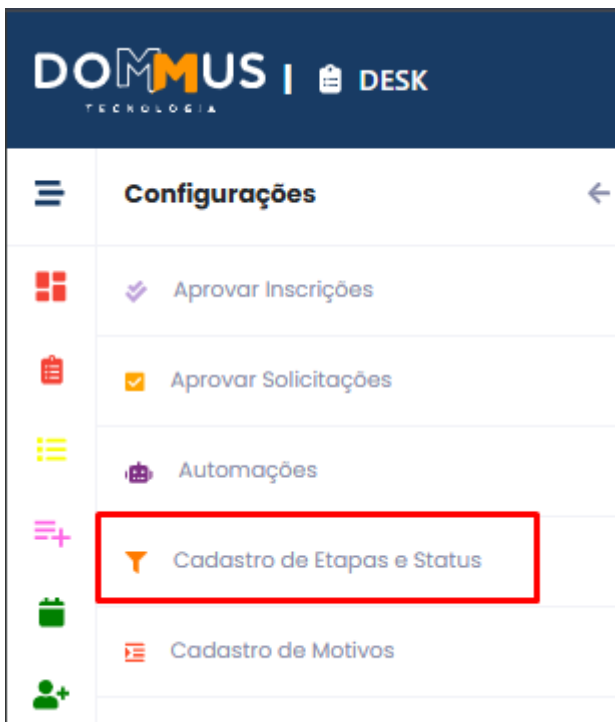 DOMMUS | DESK
TECNOLOGIA
Configurações
Aprovar Inscrições
Aprovar Solicitações
Automações
Cadastro de Etapas e Status
Cadastro de Motivos